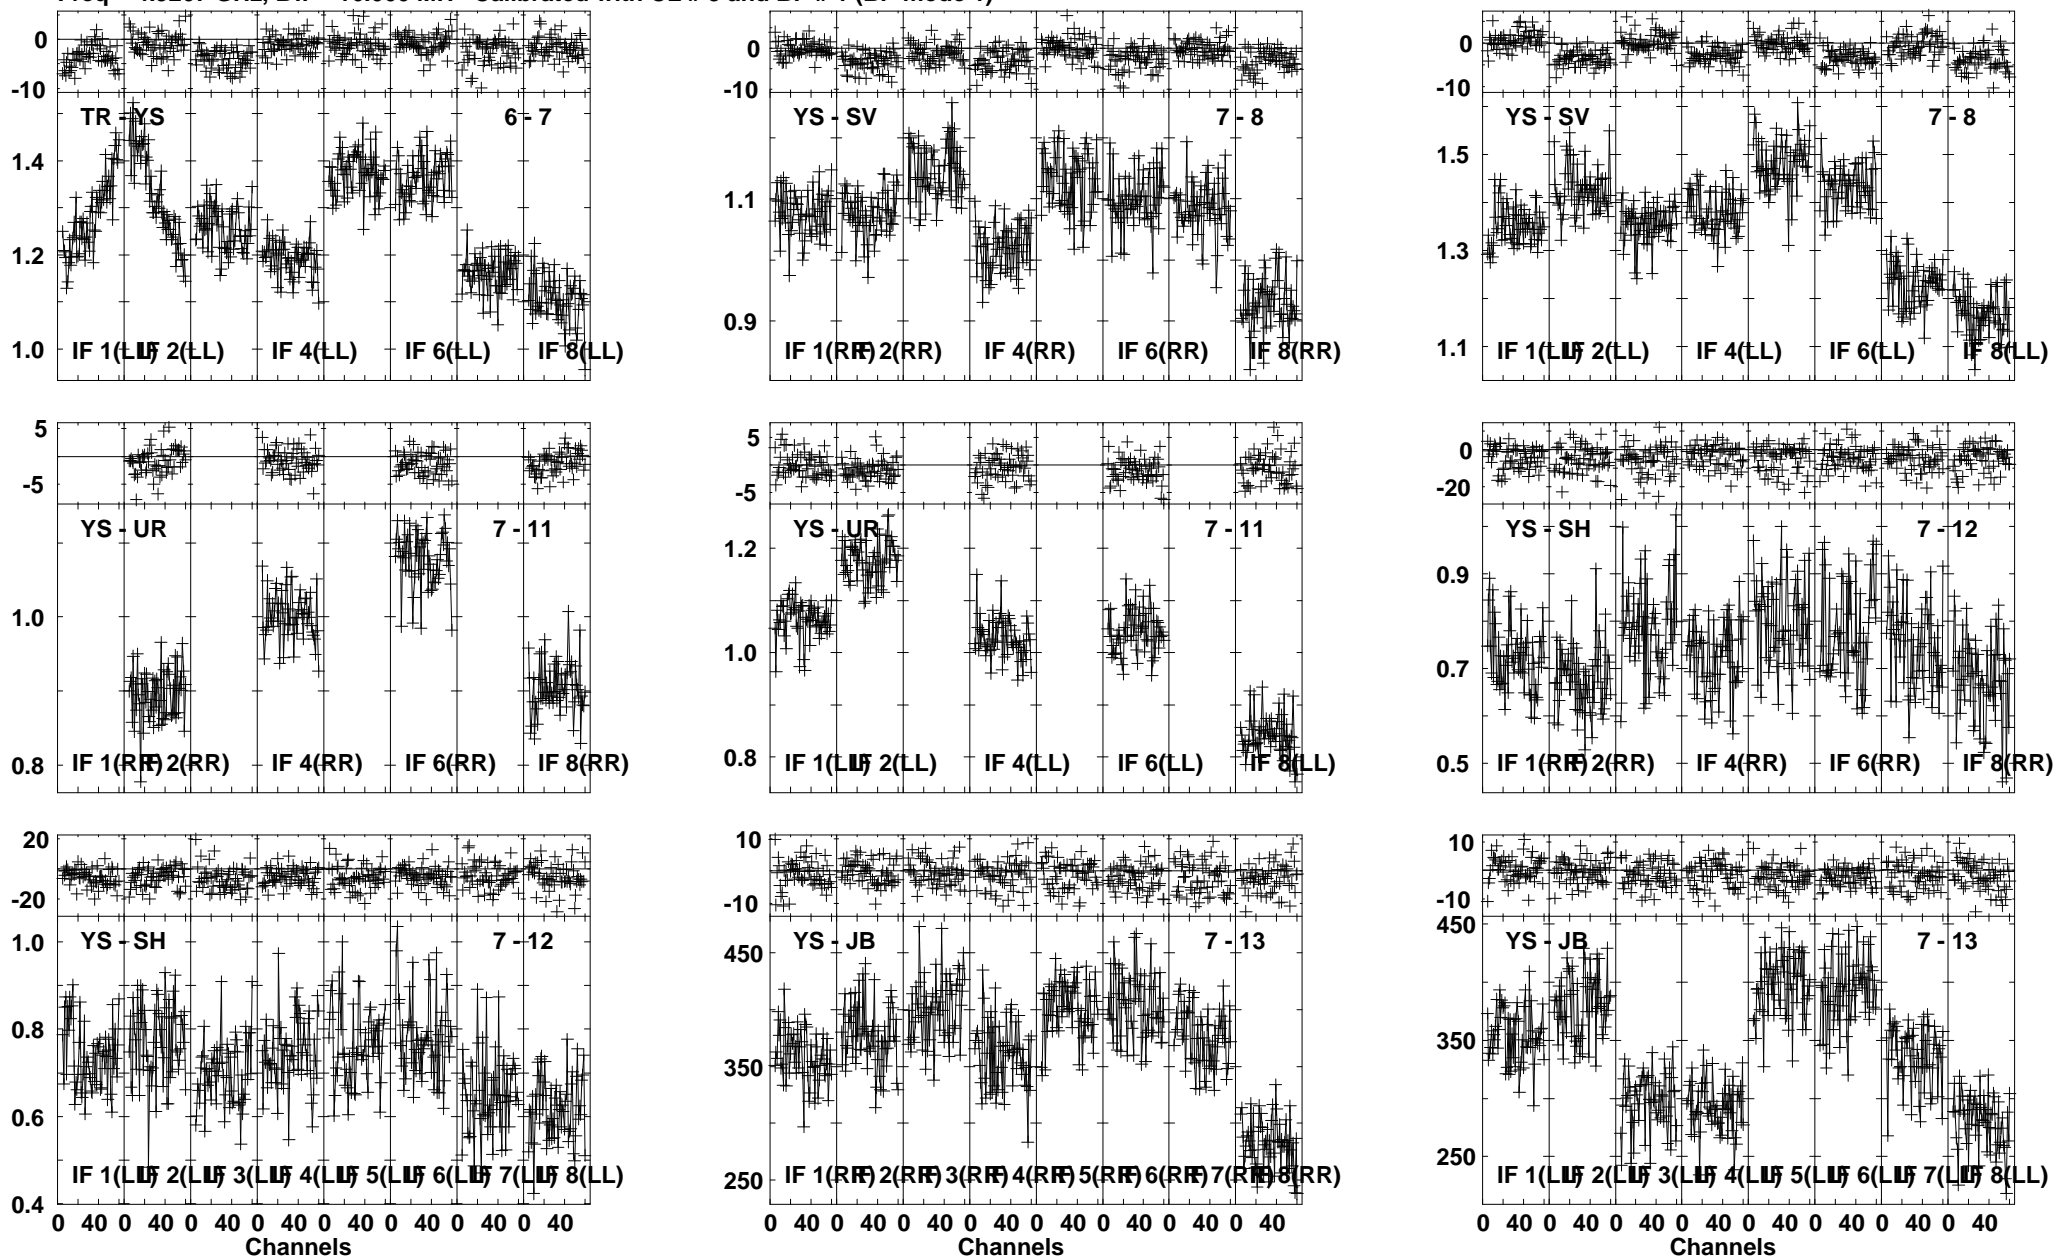 0
-10
TR - YS 6 - 7
1.4
1.2
1.0
IF 1(LL) IF 2(LL) IF 4(LL) IF 6(LL) IF 8(LL)
0
-10
YS - SV 7 - 8
1.1
0.9
IF 1(RR) IF 2(RR) IF 4(RR) IF 6(RR) IF 8(RR)
0
-10
YS - SV 7 - 8
1.5
1.3
1.1
IF 1(LL) IF 2(LL) IF 4(LL) IF 6(LL) IF 8(LL)
5
-5
YS - UR 7 - 11
1.0
0.8
IF 1(RR) IF 2(RR) IF 4(RR) IF 6(RR) IF 8(RR)
5
-5
YS - UR 7 - 11
1.2
1.0
0.8
IF 1(LL) IF 2(LL) IF 4(LL) IF 6(LL) IF 8(LL)
0
-20
YS - SH 7 - 12
0.9
0.7
0.5
IF 1(RR) IF 2(RR) IF 4(RR) IF 6(RR) IF 8(RR)
20
-20
YS - SH 7 - 12
1.0
0.8
0.6
0.4
IF 1(LL) IF 2(LL) IF 3(LL) IF 4(LL) IF 5(LL) IF 6(LL) IF 7(LL) IF 8(LL)
0 40 0 40 0 40 0 40 0 40 0 40 0 40 0 40
Channels
10
-10
YS - JB 7 - 13
450
350
250
IF 1(RR) IF 2(RR) IF 3(RR) IF 4(RR) IF 5(RR) IF 6(RR) IF 7(RR) IF 8(RR)
0 40 0 40 0 40 0 40 0 40 0 40 0 40 0 40
Channels
10
-10
YS - JB 7 - 13
450
350
250
IF 1(LL) IF 2(LL) IF 3(LL) IF 4(LL) IF 5(LL) IF 6(LL) IF 7(LL) IF 8(LL)
0 40 0 40 0 40 0 40 0 40 0 40 0 40 0 40
Channels